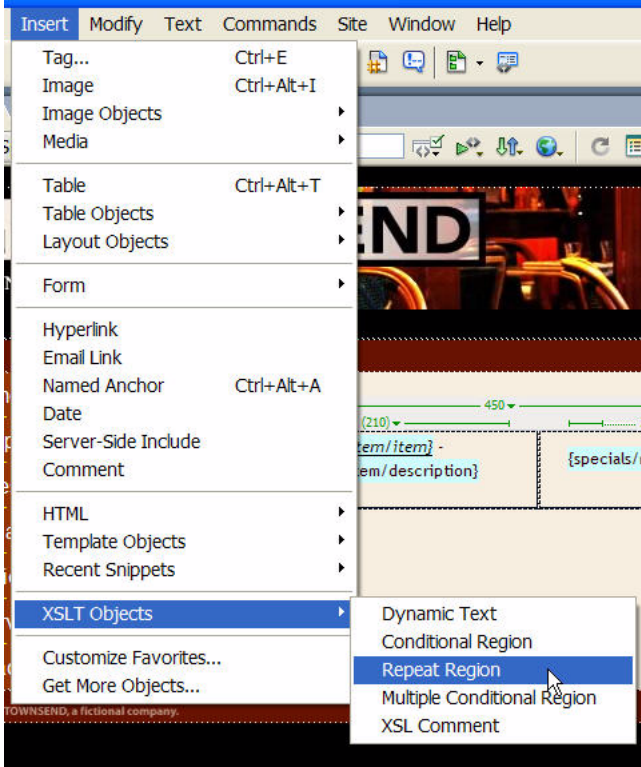 Insert Modify Text Commands Site Window Help
Tag... Ctrl+E
Image Ctrl+Alt+I
Image Objects
Media
Table Ctrl+Alt+T
Table Objects
Layout Objects
Form
Hyperlink
Email Link
Named Anchor Ctrl+Alt+A
Date
Server-Side Include
Comment
HTML
Template Objects
Recent Snippets
XSLT Objects
Customize Favorites...
Get More Objects...
Dynamic Text
Conditional Region
Repeat Region
Multiple Conditional Region
XSL Comment
END
450
(210)
tem/item} -
em/description}
{specials/
TOWNSEND, a fictional company.